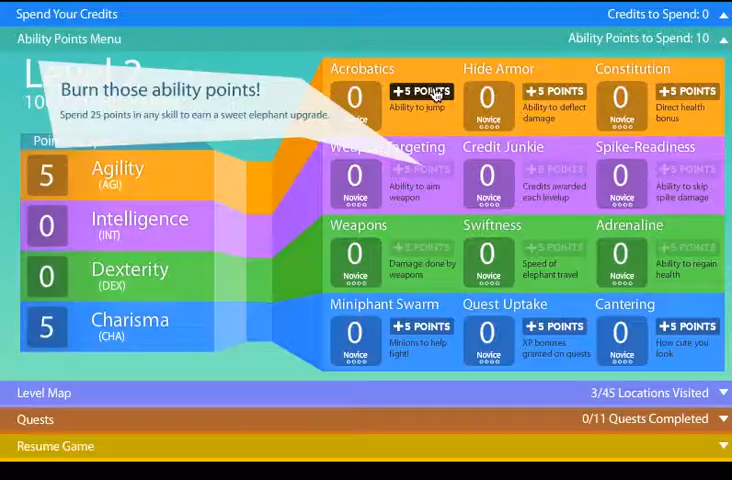 Spend Your Credits
Credits to Spend: 0
Ability Points Menu
Ability Points to Spend: 10
Burn those ability points!
Spend 25 points in any skill to earn a sweet elephant upgrade.
5
Agility
(AGI)
0
Intelligence
(INT)
0
Dexterity
(DEX)
5
Charisma
(CHA)
Acrobatics
0
Novice
+5 POINTS
Ability to jump
Hide Armor
0
Novice
+5 POINTS
Ability to deflect
damage
Constitution
0
Novice
+5 POINTS
Direct health
bonus
Weapon Targeting
0
Novice
+5 POINTS
Ability to aim
weapon
Credit Junkie
0
Novice
+5 POINTS
Credits awarded
each levelup
Spike-Readiness
0
Novice
+5 POINTS
Ability to skip
spike damage
Weapons
0
Novice
+5 POINTS
Damage done by
weapons
Swiftness
0
Novice
+5 POINTS
Speed of
elephant travel
Adrenaline
0
Novice
+5 POINTS
Ability to regain
health
Miniphant Swarm
0
Novice
+5 POINTS
Minions to help
fight!
Quest Uptake
0
Novice
+5 POINTS
XP bonuses
granted on quests
Cantering
0
Novice
+5 POINTS
How cute you
look
Level Map
3/45 Locations Visited
Quests
0/11 Quests Completed
Resume Game